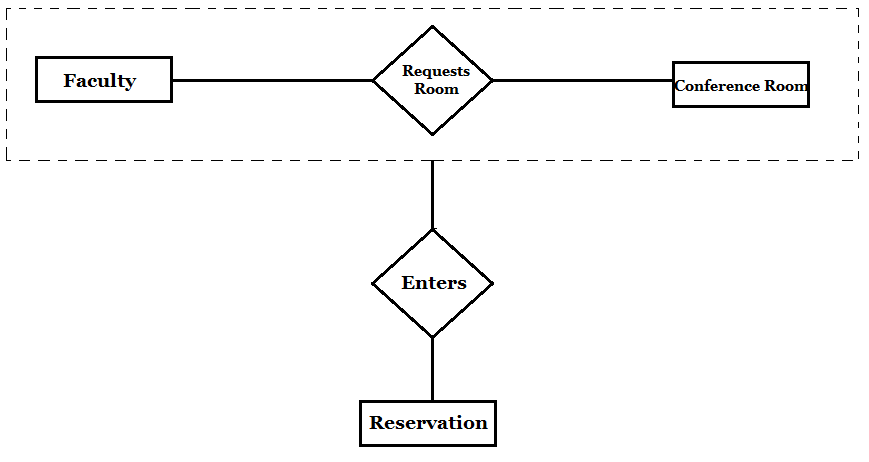 Faculty
Requests
Room
Conference Room
Enters
Reservation